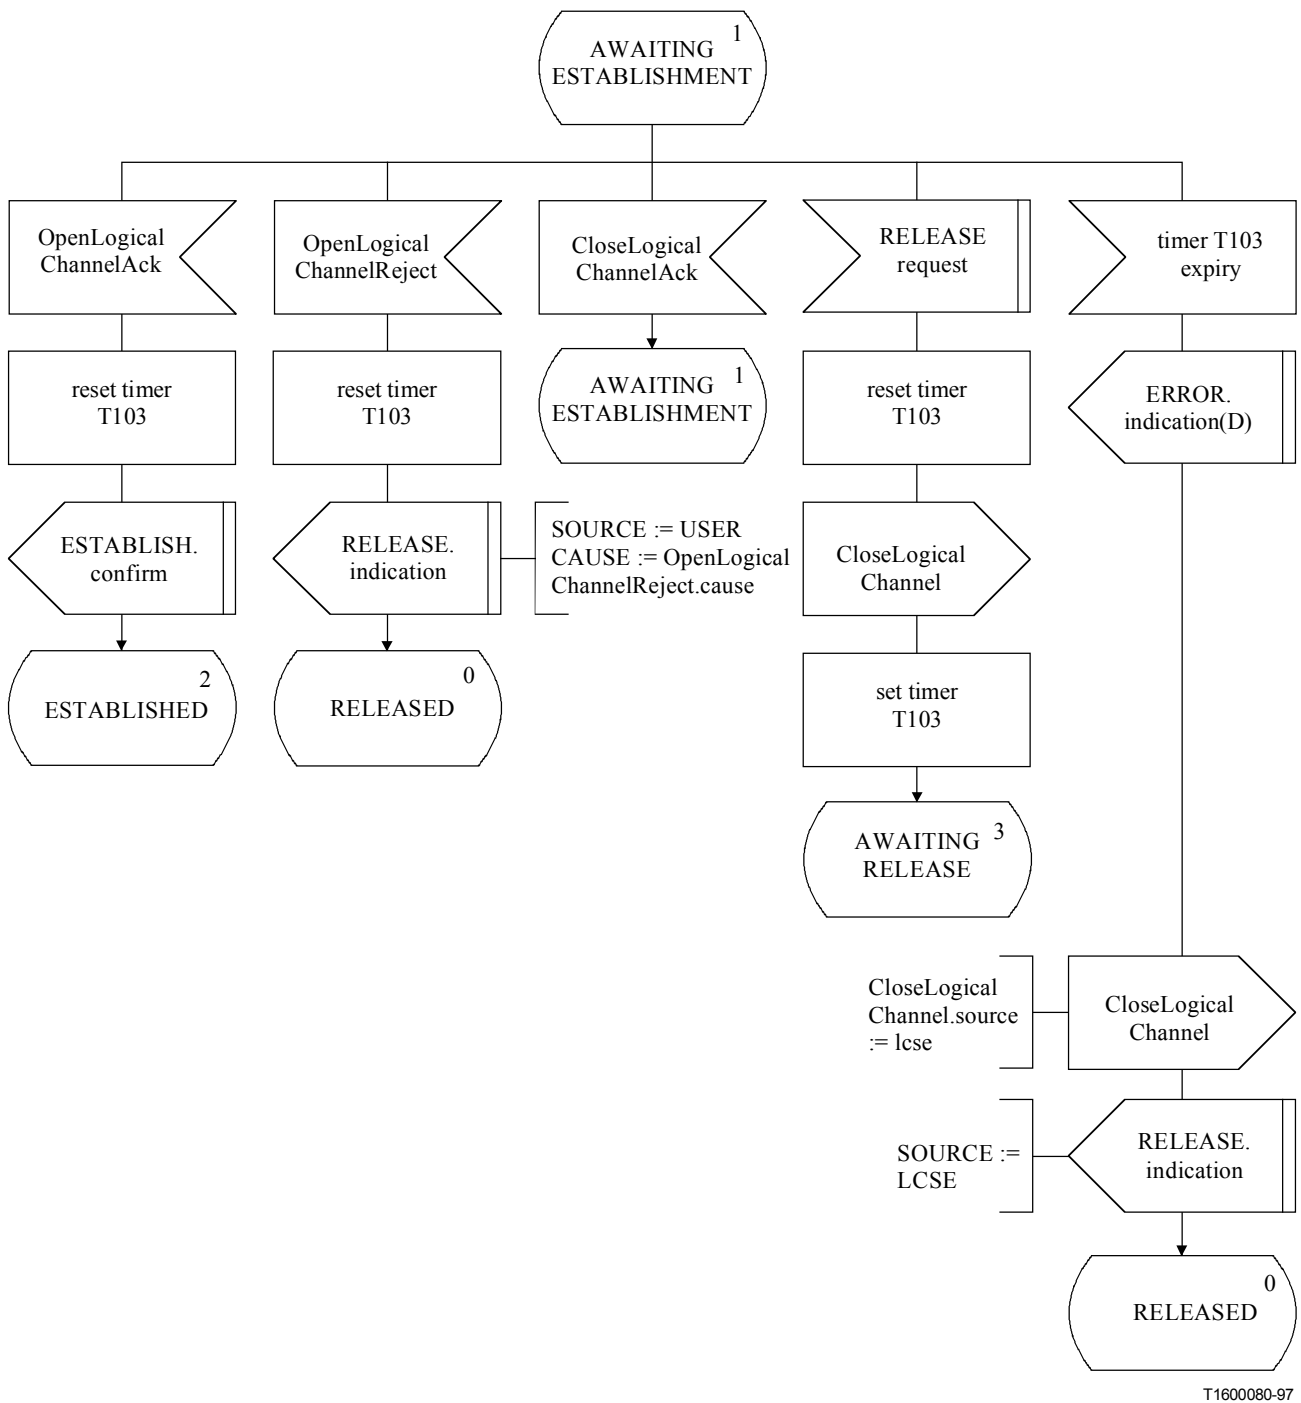 1
AWAITING
ESTABLISHMENT
OpenLogical
ChannelAck
OpenLogical
ChannelReject
CloseLogical
ChannelAck
RELEASE
request
timer T103
expiry
reset timer
T103
reset timer
T103
1
AWAITING
ESTABLISHMENT
reset timer
T103
ERROR.
indication(D)
ESTABLISH.
confirm
RELEASE.
indication
SOURCE := USER
CAUSE := OpenLogical
ChannelReject.cause
CloseLogical
Channel
2
ESTABLISHED
0
RELEASED
set timer
T103
3
AWAITING
RELEASE
CloseLogical
Channel.source
:= lcse
CloseLogical
Channel
SOURCE :=
LCSE
RELEASE.
indication
0
RELEASED
T1600080-97